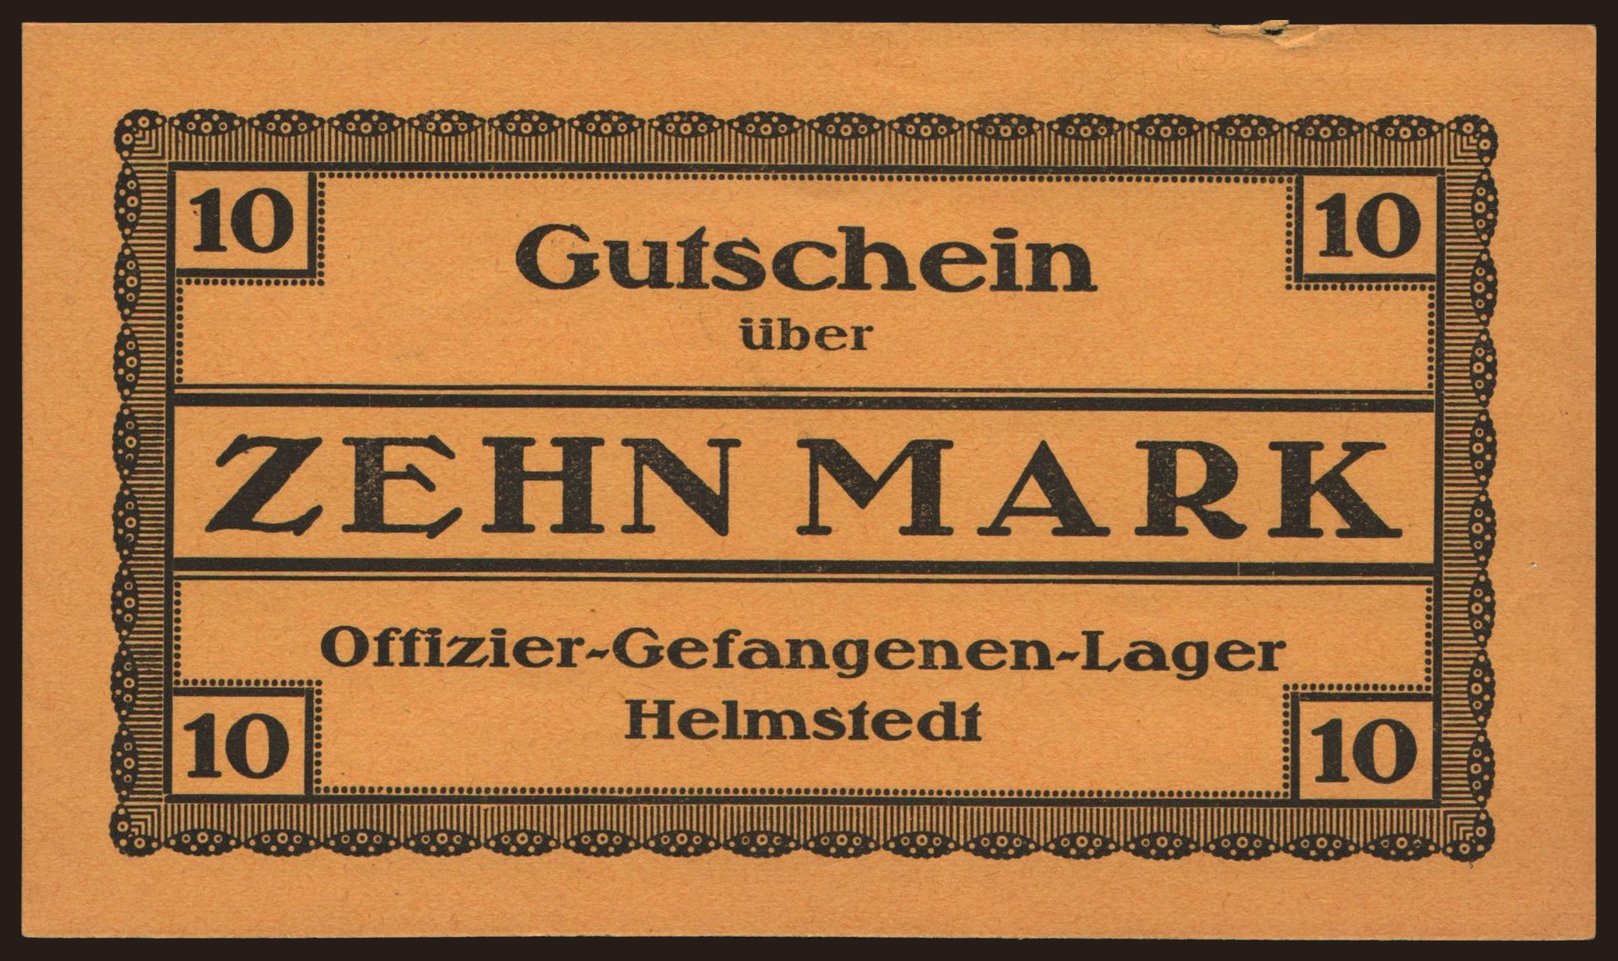 10 10
Gutschein
über
ZEHN MARK
Offizier-Gefangenen-Lager
Helmstedt
10 10